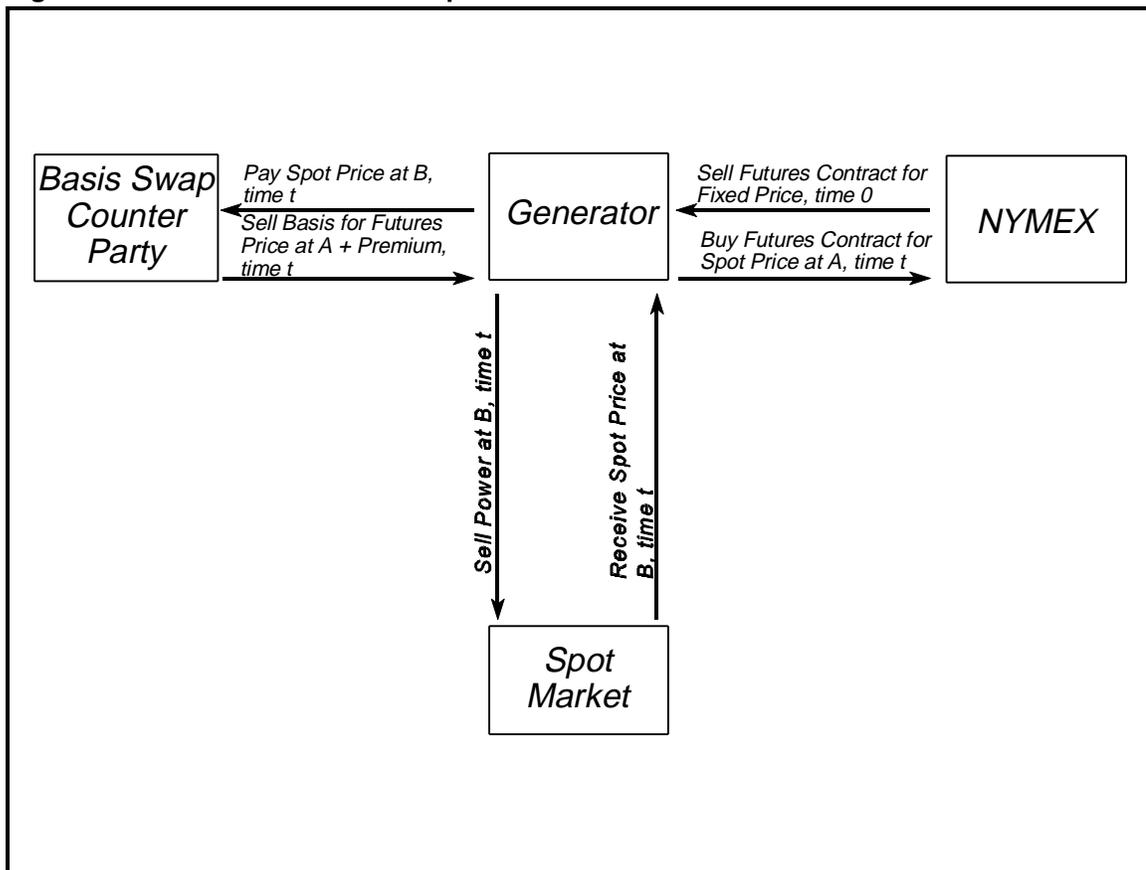 Basis Swap
Counter
Party
Pay Spot Price at B,
time t
Sell Basis for Futures
Price at A + Premium,
time t
Generator
Sell Futures Contract for
Fixed Price, time 0
Buy Futures Contract for
Spot Price at A, time t
NYMEX
Sell Power at B, time t
Receive Spot Price at
B, time t
Spot
Market